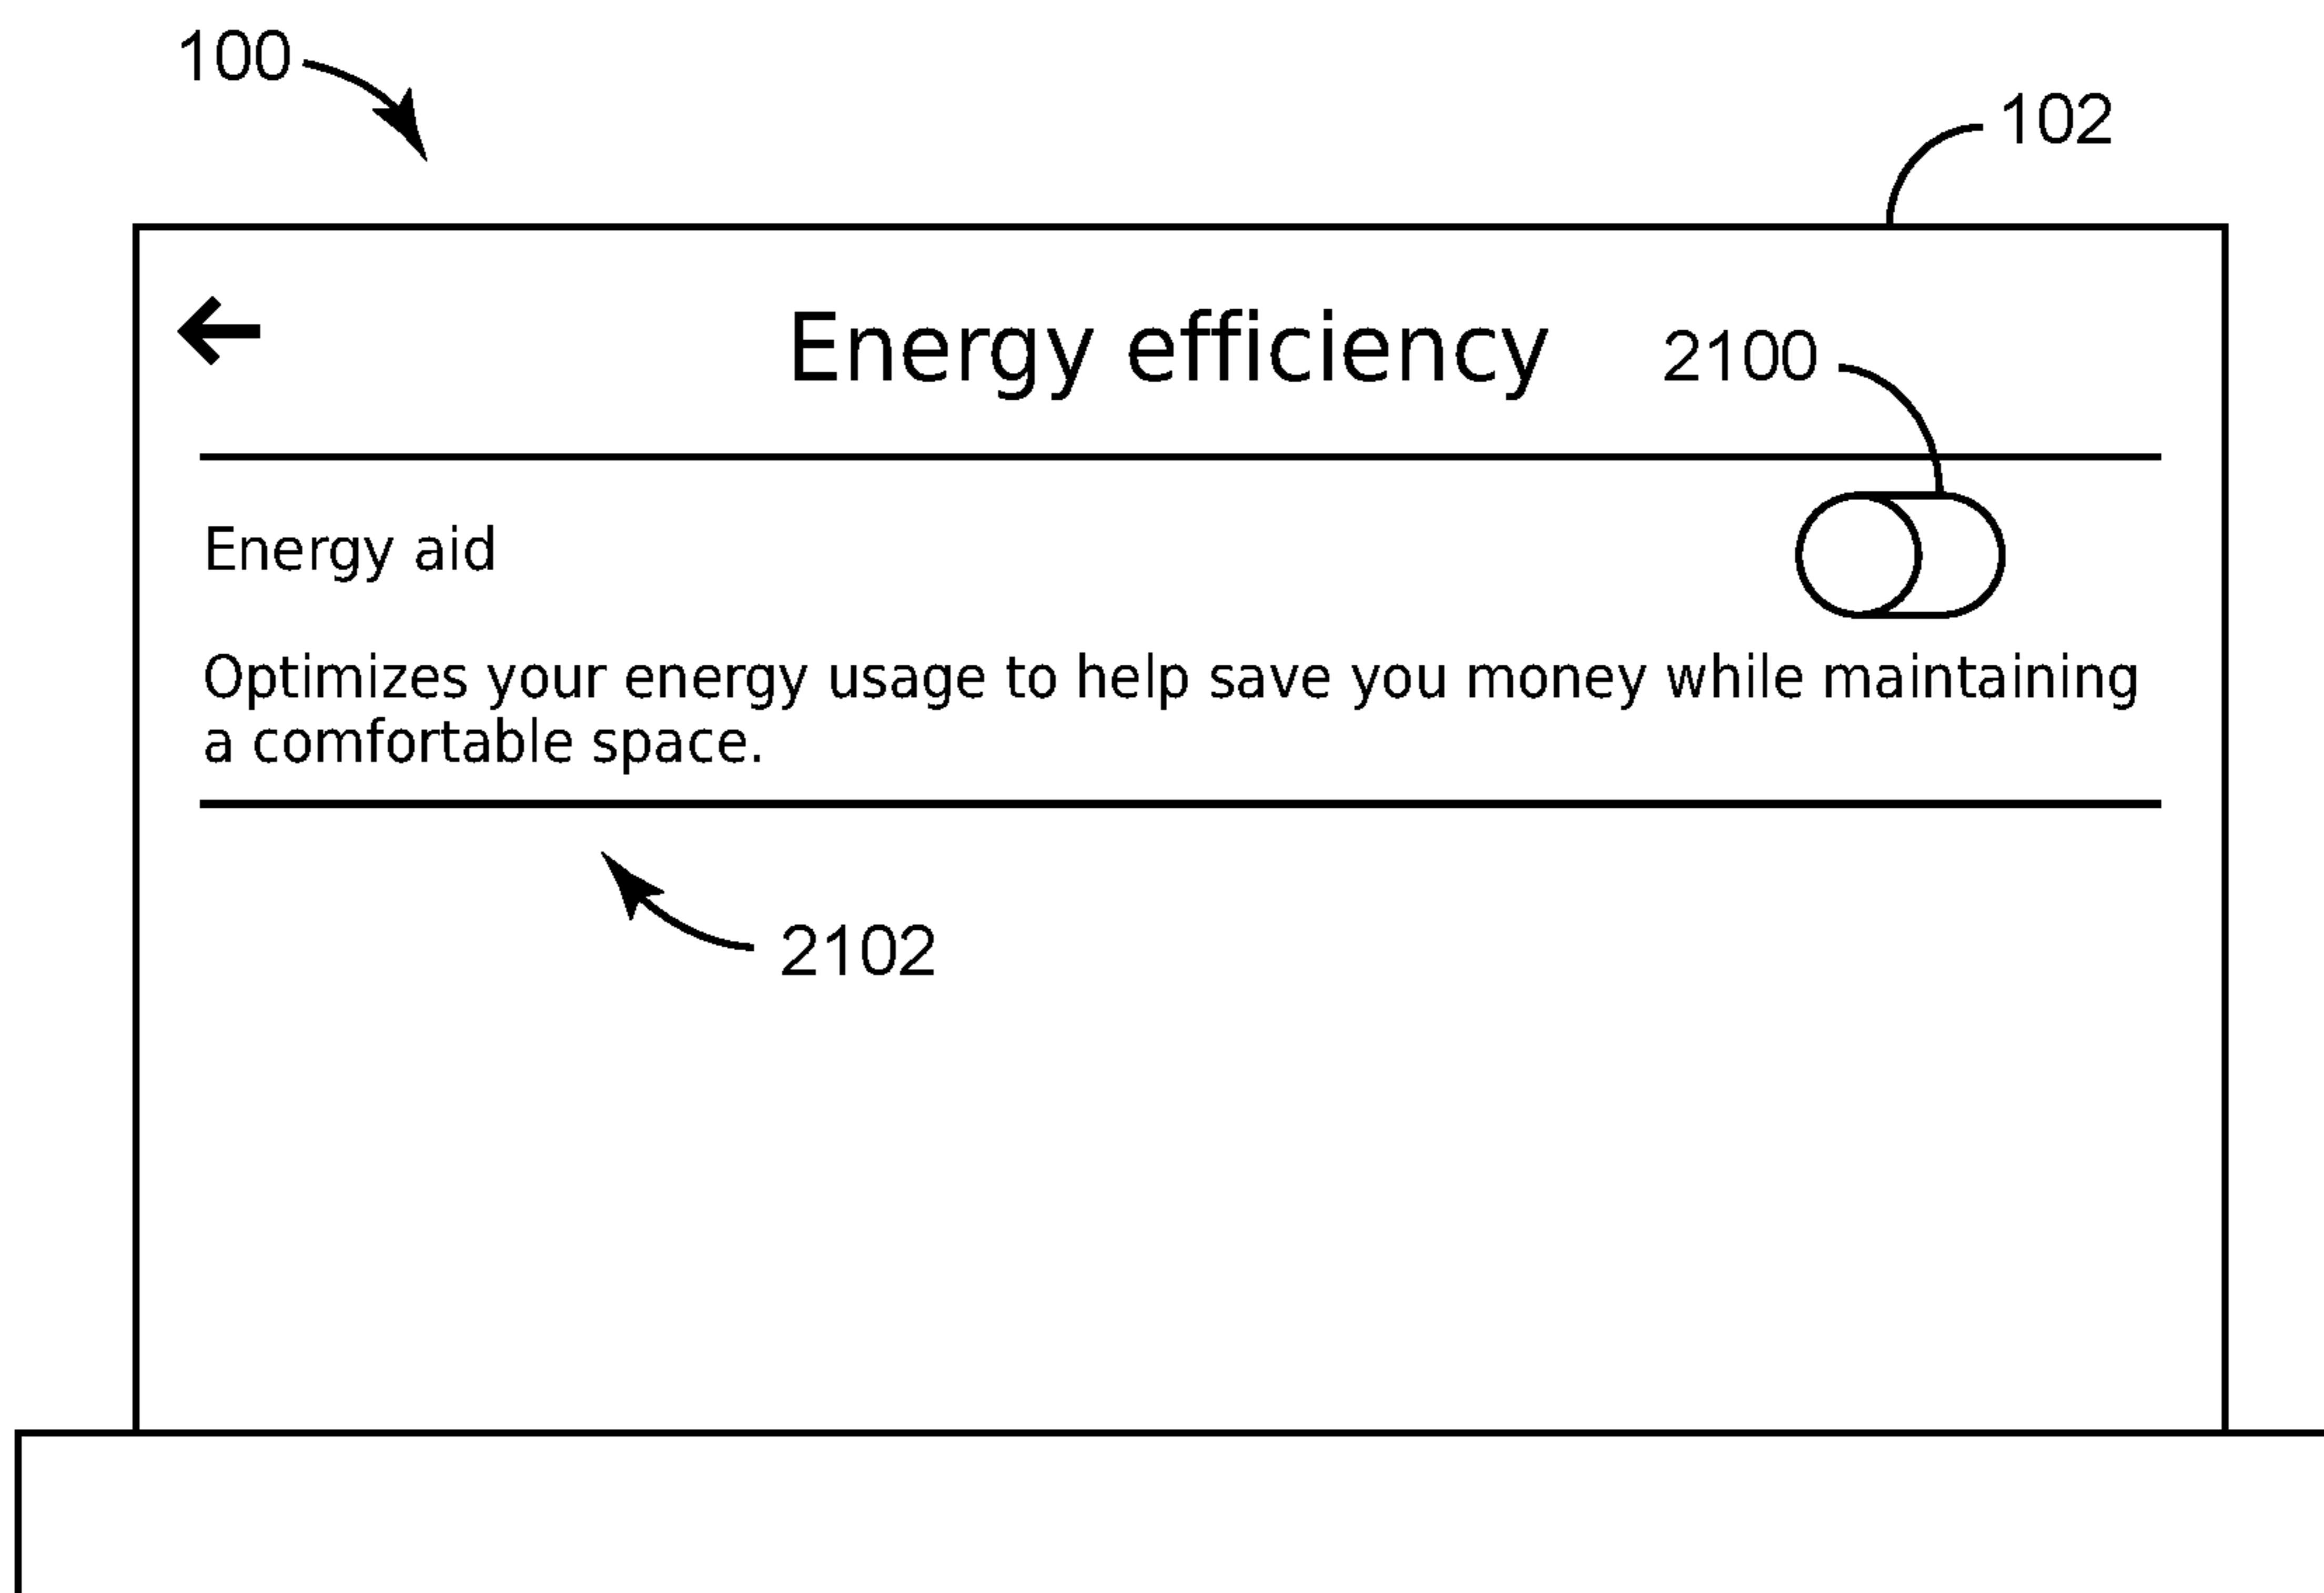 100
102
Energy efficiency
2100
Energy aid
Optimizes your energy usage to help save you money while maintaining
a comfortable space.
2102